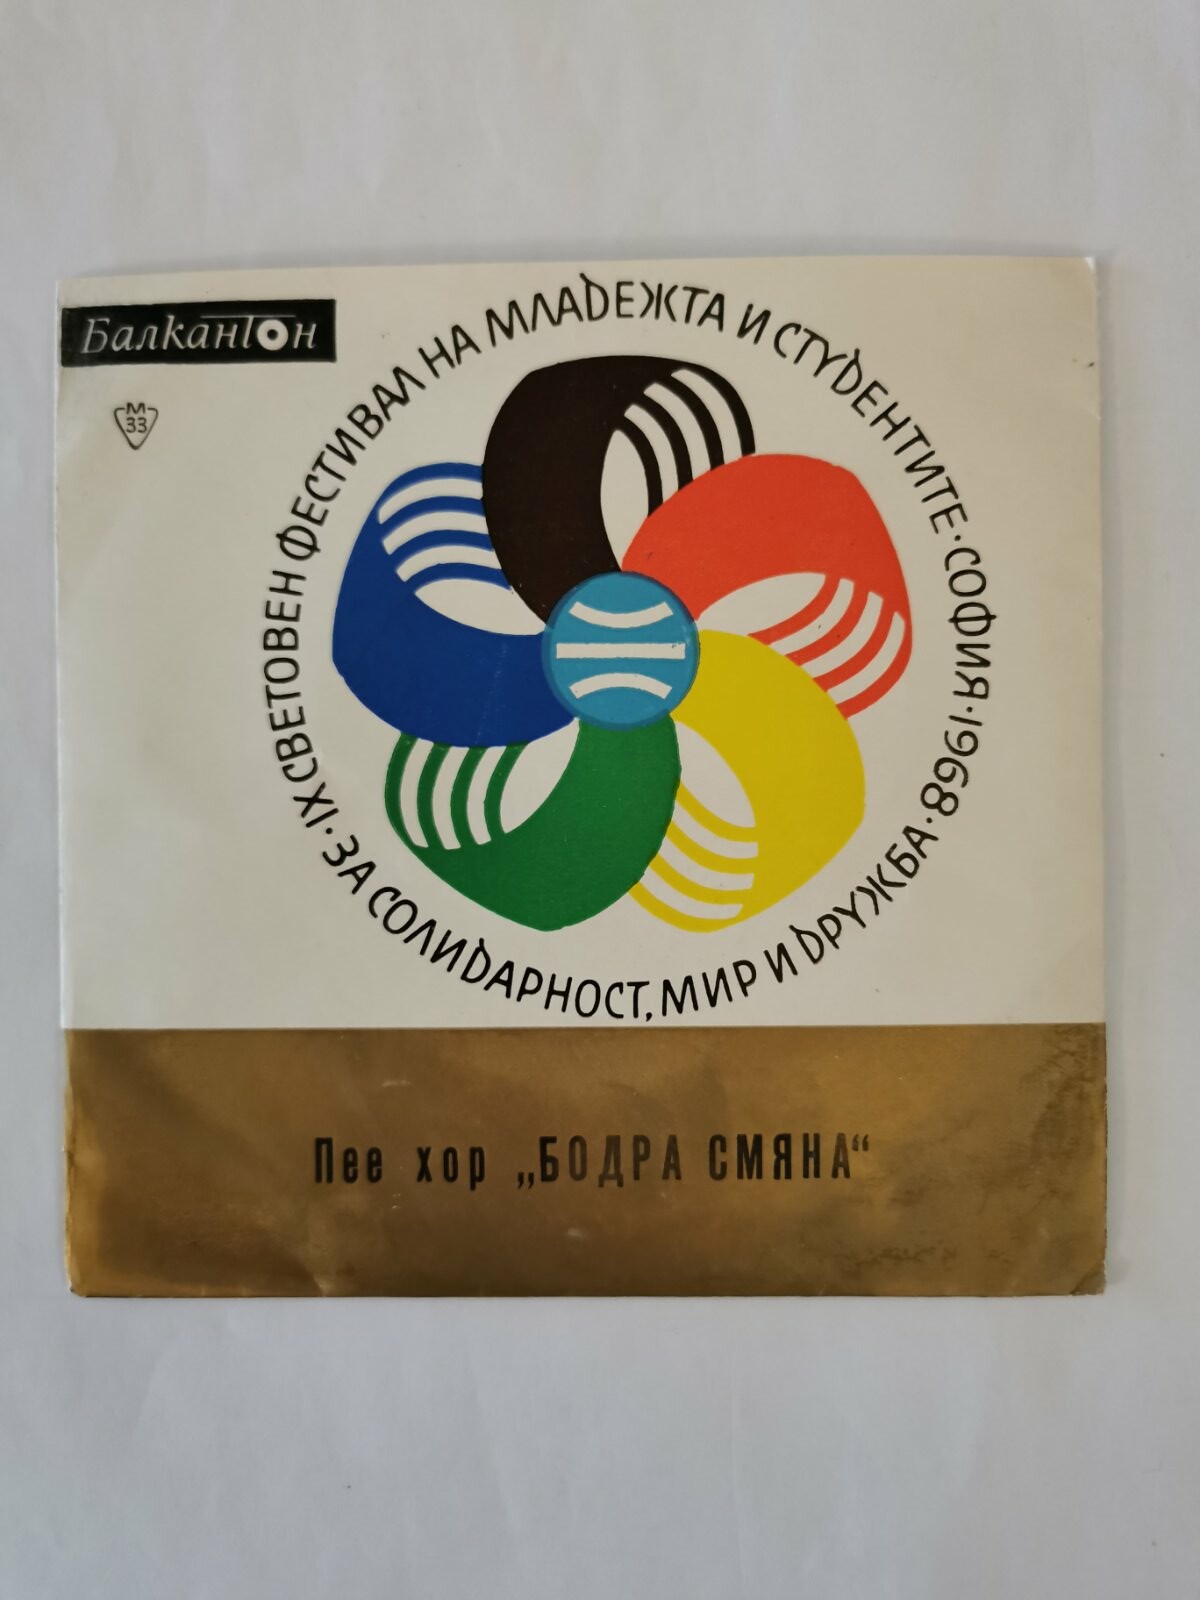 Балкантон
М
33
IX СВЕТОВЕН ФЕСТИВАЛ НА МЛАДЕЖТА И СТУДЕНТИТЕ · СОФИЯ · 1968 ·
ЗА СОЛИДАРНОСТ, МИР И ДРУЖБА ·
Пее хор „БОДРА СМЯНА“